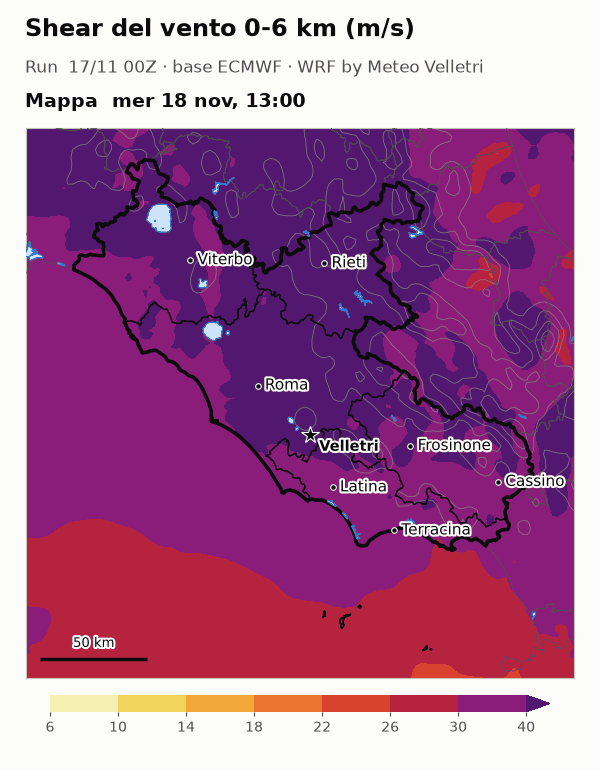 Shear del vento 0-6 km (m/s)
Run  17/11 00Z · base ECMWF · WRF by Meteo Velletri
Mappa  mer 18 nov, 13:00
Viterbo
Rieti
Roma
Velletri
Frosinone
Cassino
Latina
Terracina
50 km
6 10 14 18 22 26 30 40